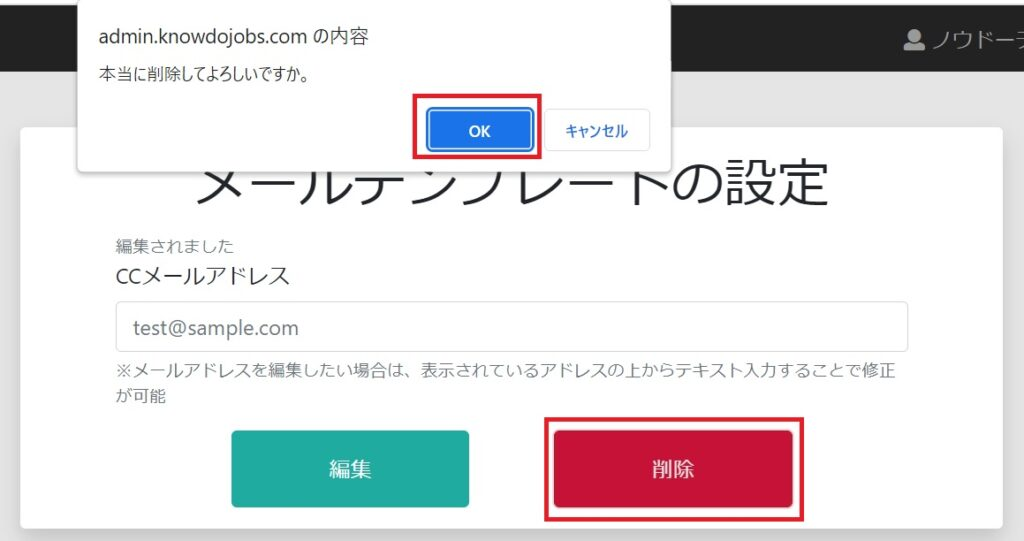 admin.knowdojobs.com の内容
本当に削除してよろしいですか。
OK
キャンセル
ノウドー
メールテンプレートの設定
編集されました
CCメールアドレス
test@sample.com
※メールアドレスを編集したい場合は、表示されているアドレスの上からテキスト入力することで修正
が可能
編集
削除